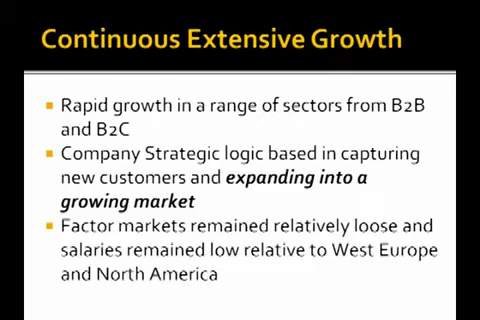 Continuous Extensive Growth
Rapid growth in a range of sectors from B2B
and B2C
Company Strategic logic based in capturing
new customers and expanding into a
growing market
Factor markets remained relatively loose and
salaries remained low relative to West Europe
and North America